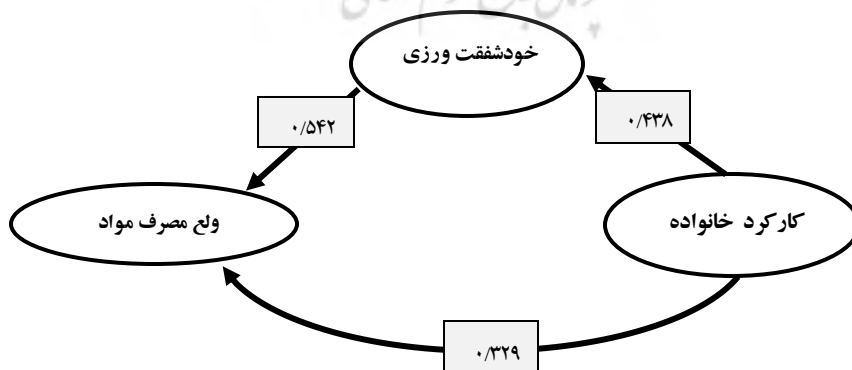 خودشفقت ورزی
۰/۵۴۲
۰/۴۳۸
ولع مصرف مواد
کارکرد خانواده
۰/۳۲۹